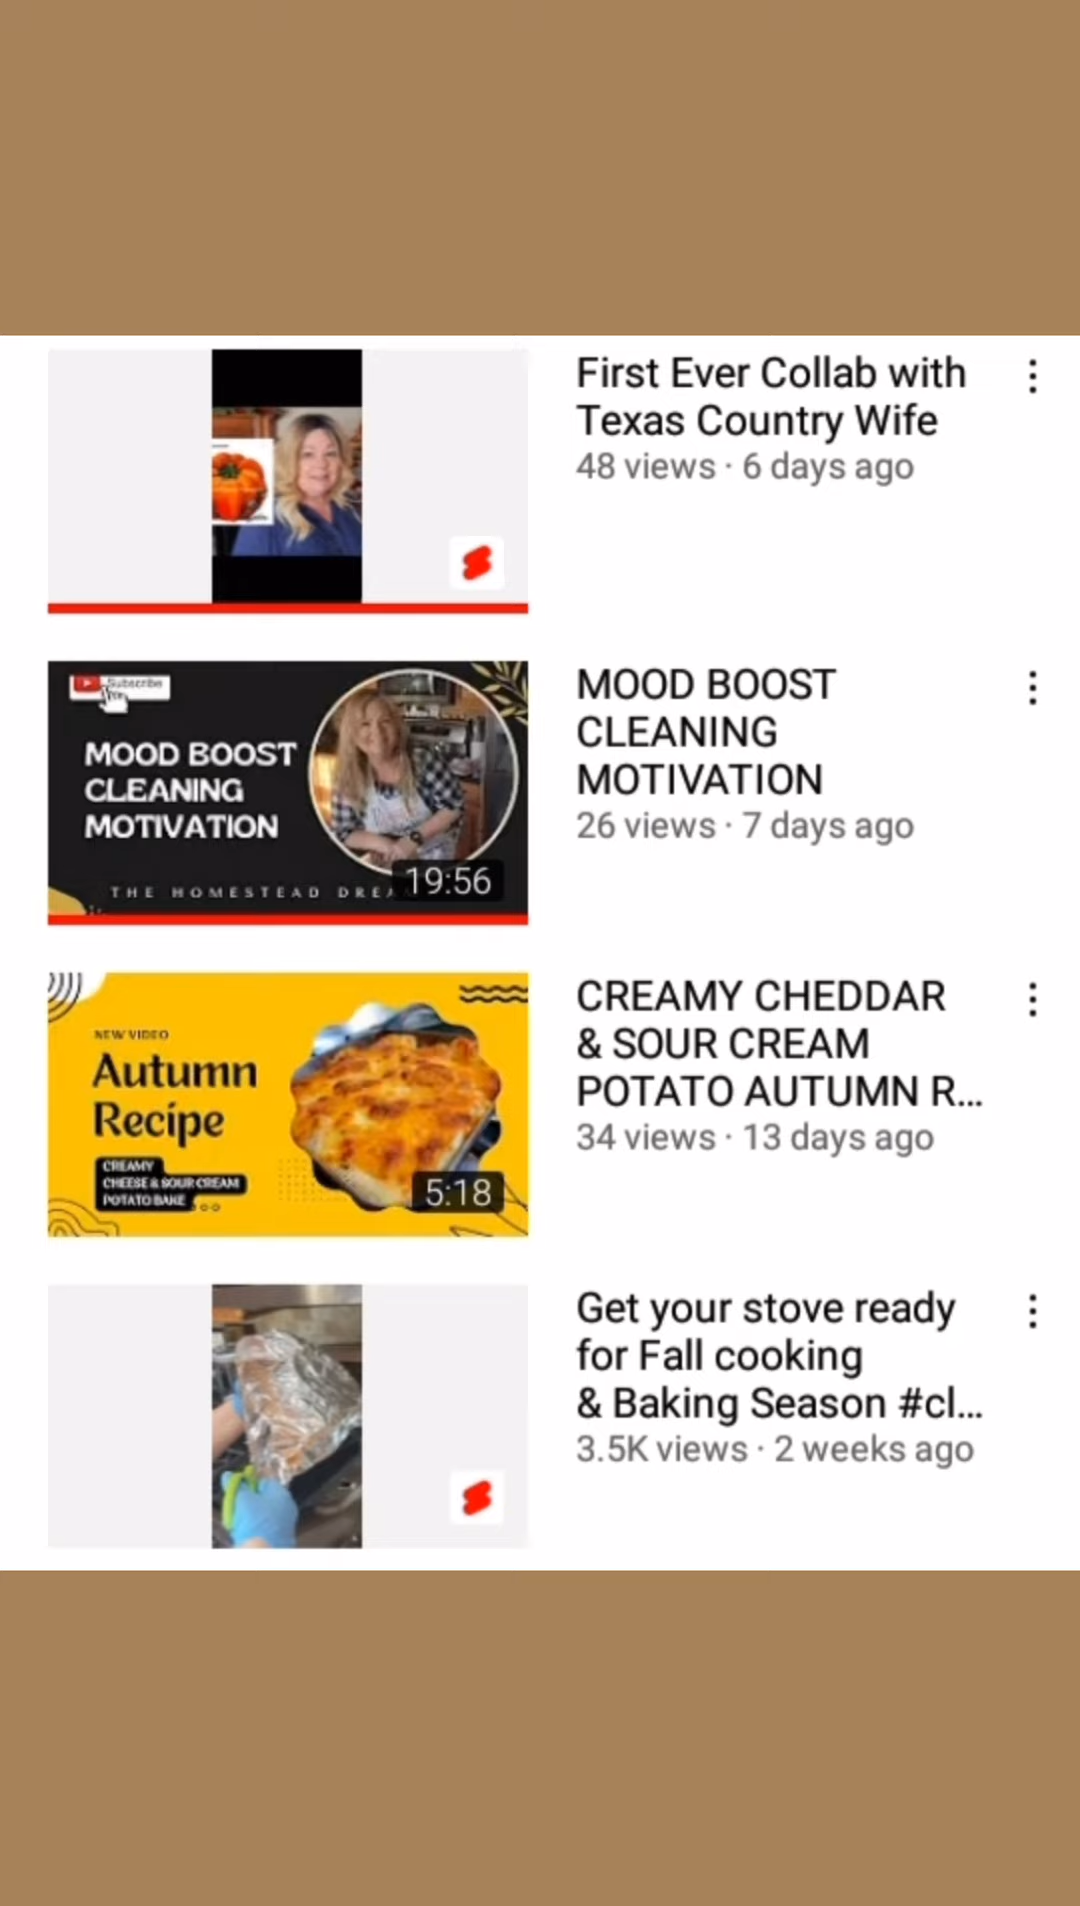 First Ever Collab with
Texas Country Wife
48 views · 6 days ago
Subscribe
MOOD BOOST
CLEANING
MOTIVATION
THE HOMESTEAD
19:56
MOOD BOOST
CLEANING
MOTIVATION
26 views · 7 days ago
NEW VIDEO
Autumn
Recipe
CREAMY
CHEESE & SOUR CREAM
POTATO BAKE
5:18
CREAMY CHEDDAR
& SOUR CREAM
POTATO AUTUMN R...
34 views · 13 days ago
Get your stove ready
for Fall cooking
& Baking Season #cl...
3.5K views · 2 weeks ago